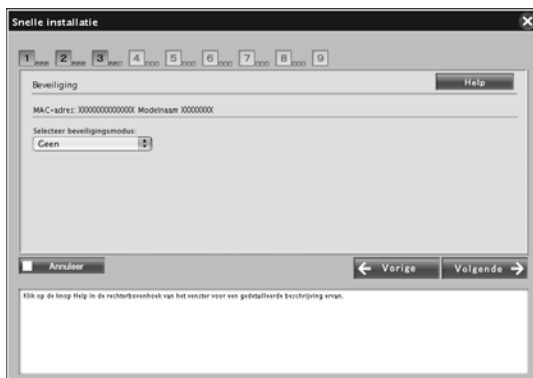 Snelle installatie
1 2 3 4 5 6 7 8 9
Beveiliging Help
MAC-adres: XXXXXXXXXXXXXX Modelnaam XXXXXXXX
Selecteer beveiligingsmodus:
Geen
Annuleer Vorige Volgende
Klik op de knop Help in de rechterbovenhoek van het venster voor een gedetailleerde beschrijving ervan.